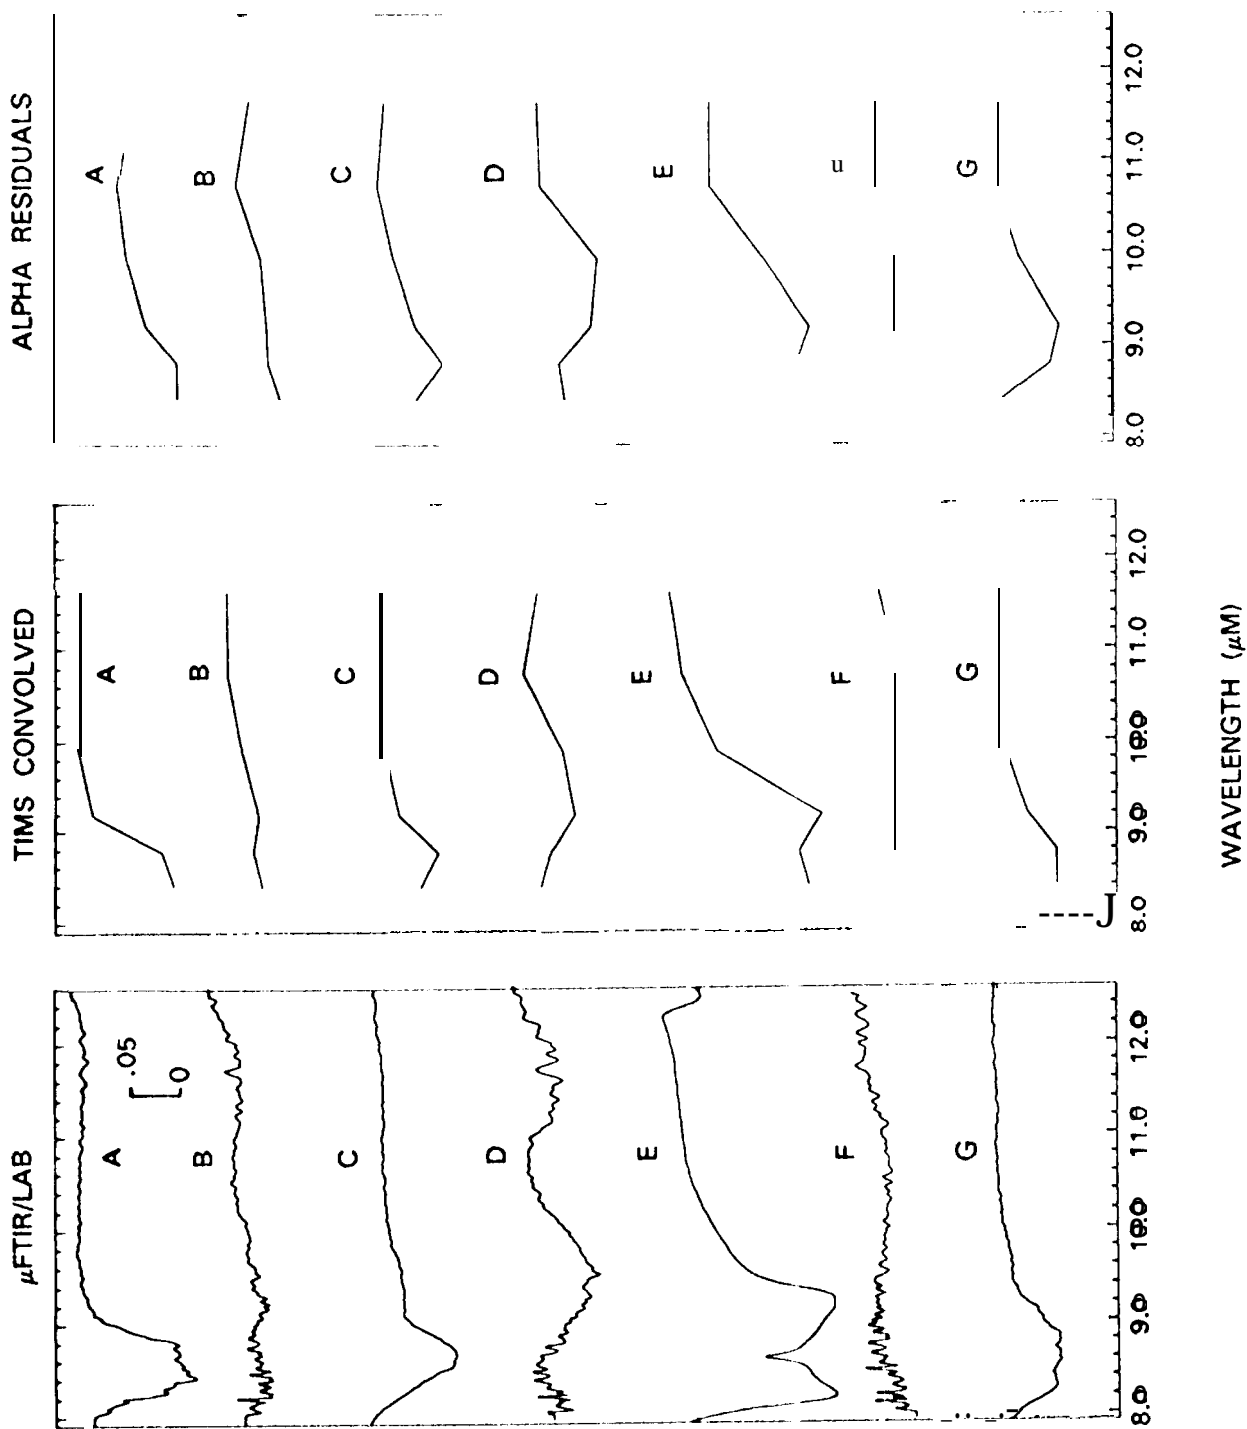 μFTIR/LAB
A
B
C
D
E
F
G
.05
0
8.0
9.0
10.0
11.0
12.0
TIMS CONVOLVED
A
B
C
D
E
F
G
8.0
9.0
10.0
11.0
12.0
J
ALPHA RESIDUALS
A
B
C
D
E
u
G
8.0
9.0
10.0
11.0
12.0
WAVELENGTH (μM)